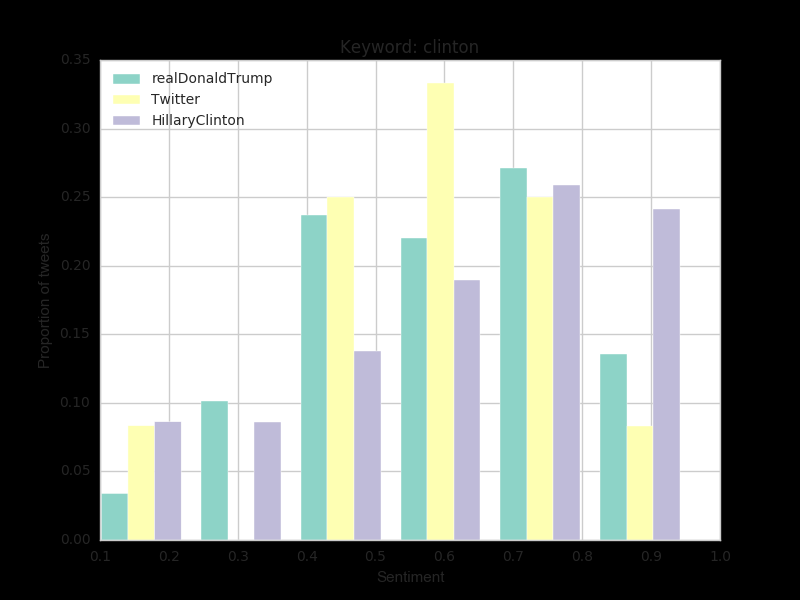 Keyword: clinton
realDonaldTrump
Twitter
HillaryClinton
Proportion of tweets
0.35
0.30
0.25
0.20
0.15
0.10
0.05
0.00
0.1 0.2 0.3 0.4 0.5 0.6 0.7 0.8 0.9 1.0
Sentiment